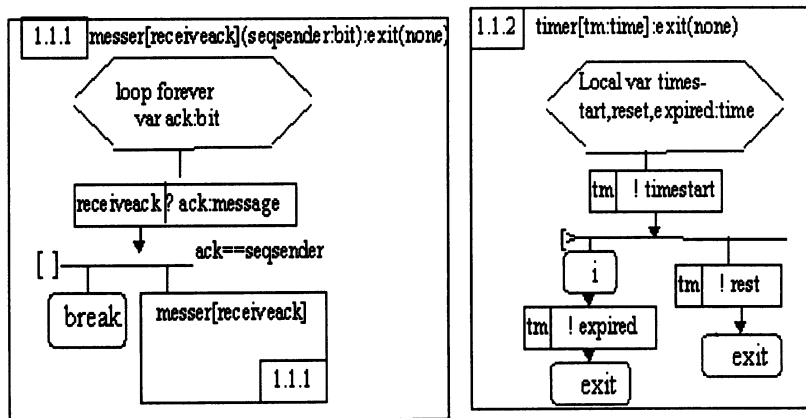 1.1.1 messer[receiveack](seqsender:bit):exit(none)
loop forever
var ack:bit
receiveack ? ack:message
[ ] ack==seqsender
break
messer[receiveack]
1.1.1
1.1.2 timer[tm:time]:exit(none)
Local var times-
tart,reset,expired:time
tm ! timestart
[>
i
tm ! rest
tm ! expired
exit
exit